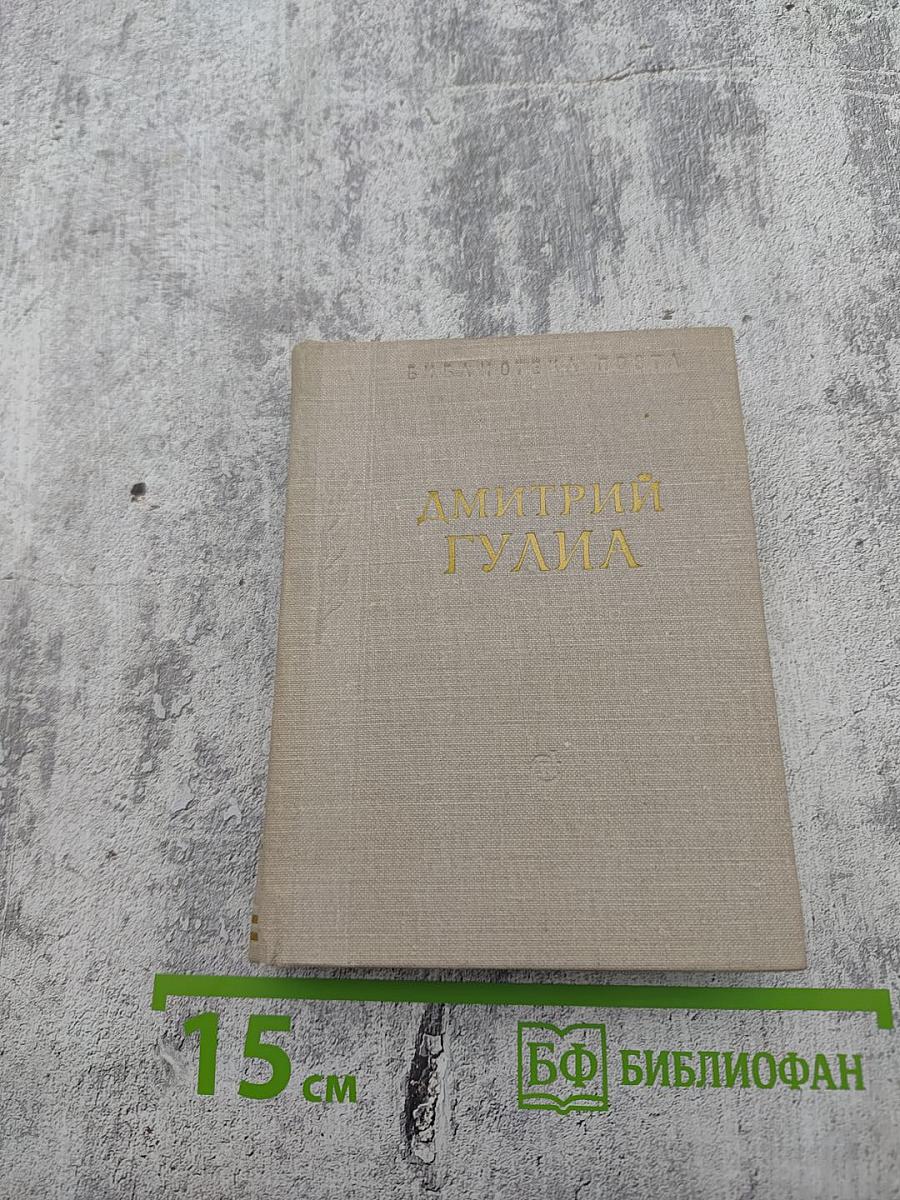 БИБЛИОТЕКА ПОЭТА
ДМИТРИЙ
ГУЛИА
15 см
БФ БИБЛИОФАН